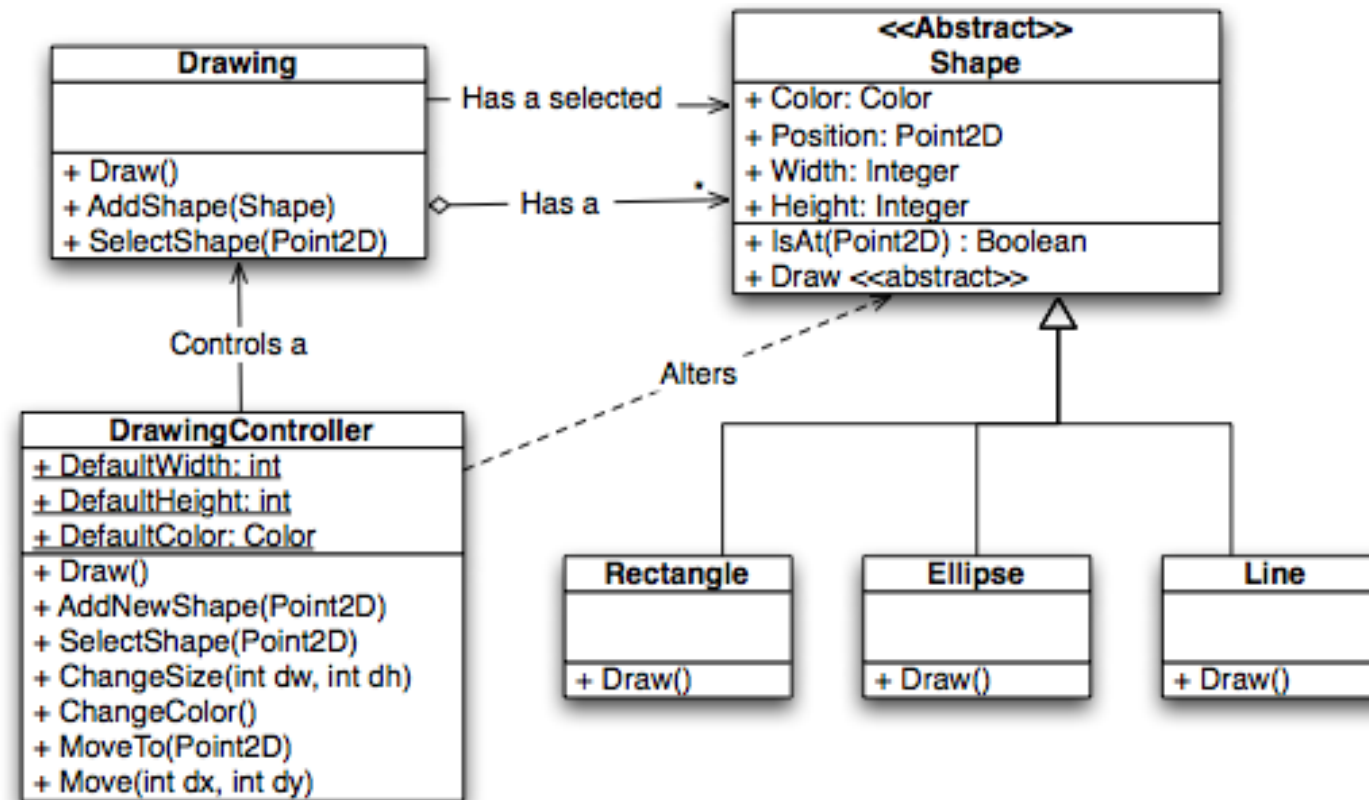 Drawing
+ Draw()
+ AddShape(Shape)
+ SelectShape(Point2D)
Has a selected
Has a
*
<<Abstract>>
Shape
+ Color: Color
+ Position: Point2D
+ Width: Integer
+ Height: Integer
+ IsAt(Point2D) : Boolean
+ Draw <<abstract>>
Controls a
Alters
DrawingController
+ DefaultWidth: int
+ DefaultHeight: int
+ DefaultColor: Color
+ Draw()
+ AddNewShape(Point2D)
+ SelectShape(Point2D)
+ ChangeSize(int dw, int dh)
+ ChangeColor()
+ MoveTo(Point2D)
+ Move(int dx, int dy)
Rectangle
+ Draw()
Ellipse
+ Draw()
Line
+ Draw()